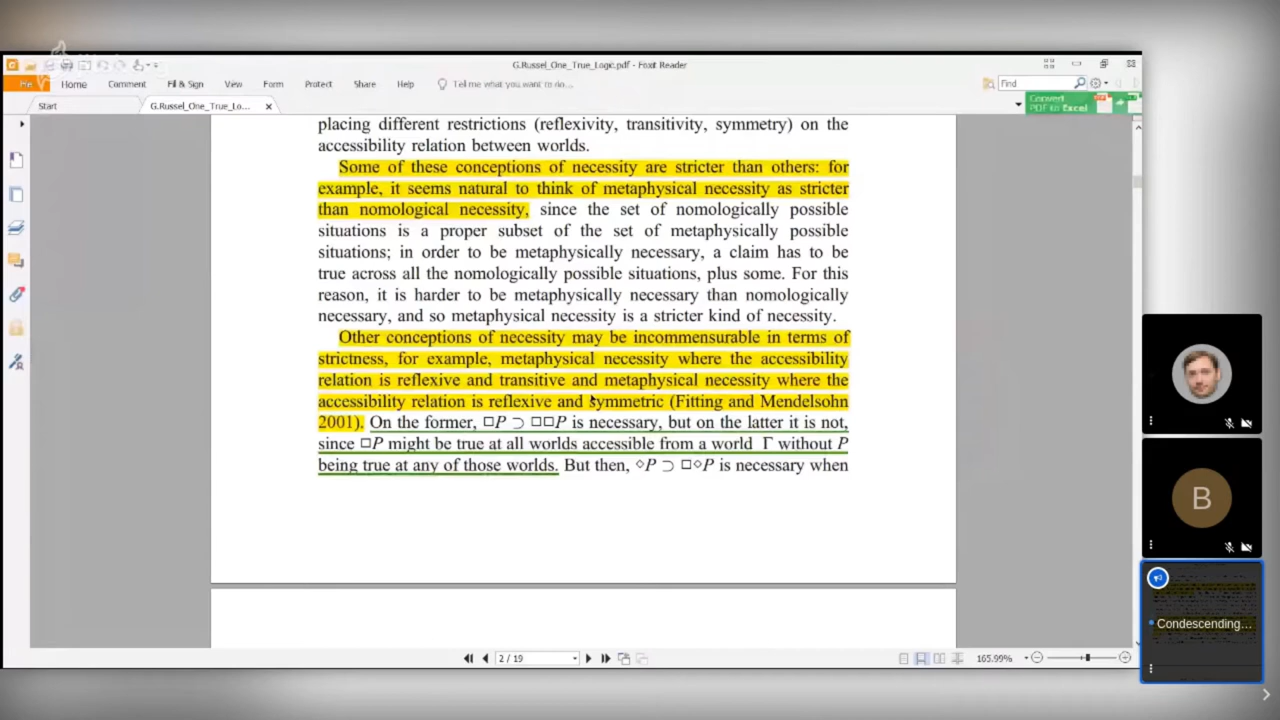 G.Russel_One_True_Logic.pdf - Foxit Reader
Home Comment Fill & Sign View Form Protect Share Help Tell me what you want to do... Find
Start G.Russel_One_True_Lo... Convert
PDF to Excel
placing different restrictions (reflexivity, transitivity, symmetry) on the
accessibility relation between worlds.
Some of these conceptions of necessity are stricter than others: for
example, it seems natural to think of metaphysical necessity as stricter
than nomological necessity, since the set of nomologically possible
situations is a proper subset of the set of metaphysically possible
situations; in order to be metaphysically necessary, a claim has to be
true across all the nomologically possible situations, plus some. For this
reason, it is harder to be metaphysically necessary than nomologically
necessary, and so metaphysical necessity is a stricter kind of necessity.
Other conceptions of necessity may be incommensurable in terms of
strictness, for example, metaphysical necessity where the accessibility
relation is reflexive and transitive and metaphysical necessity where the
accessibility relation is reflexive and symmetric (Fitting and Mendelsohn
2001). On the former, □P ⊃ □□P is necessary, but on the latter it is not,
since □P might be true at all worlds accessible from a world Γ without P
being true at any of those worlds. But then, ⋄P ⊃ □⋄P is necessary when
B
Condescending...
2 / 19
165.99%